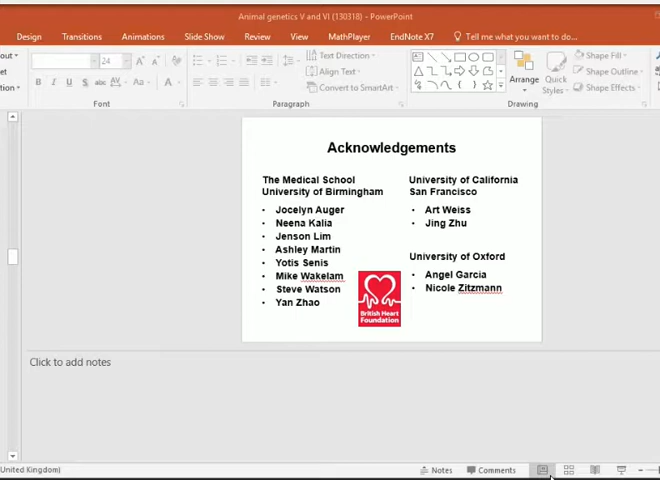 Animal genetics V and VI (130318) - PowerPoint
Design Transitions Animations Slide Show Review View MathPlayer EndNote X7 Tell me what you want to do...
24
B I U S abc AV Aa A
Font
Text Direction
Align Text
Convert to SmartArt
Paragraph
Arrange
Quick
Styles
Drawing
Shape Fill
Shape Outline
Shape Effects
Acknowledgements
The Medical School
University of Birmingham
• Jocelyn Auger
• Neena Kalia
• Jenson Lim
• Ashley Martin
• Yotis Senis
• Mike Wakelam
• Steve Watson
• Yan Zhao
University of California
San Francisco
• Art Weiss
• Jing Zhu
University of Oxford
• Angel Garcia
• Nicole Zitzmann
British Heart
Foundation
Click to add notes
United Kingdom)
Notes Comments